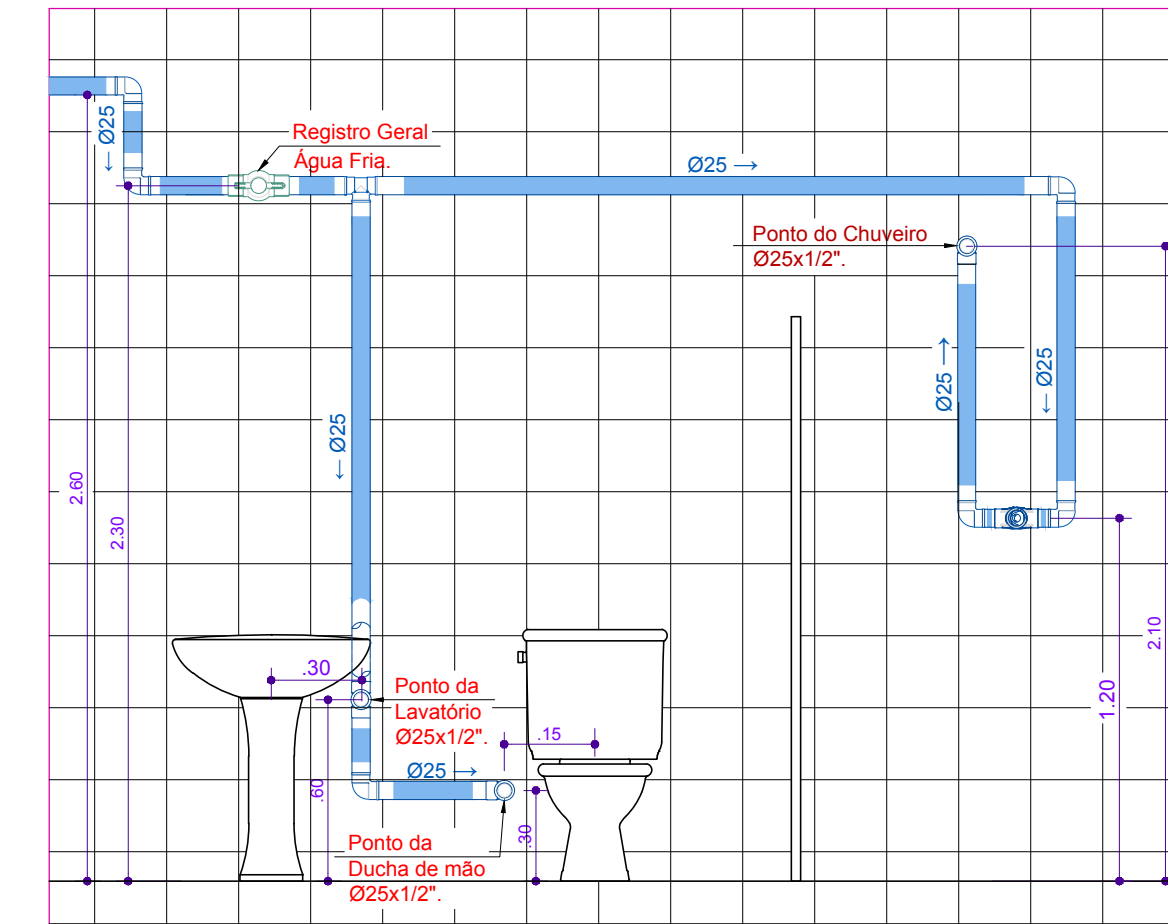 ← Ø25
Registro Geral
Água Fria.
Ø25 →
Ponto do Chuveiro
Ø25x1/2".
Ø25 →
← Ø25
← Ø25
2.60
2.30
2.10
.30
Ponto da
Lavatório
Ø25x1/2".
1.20
.15
Ø25 →
.60
.30
Ponto da
Ducha de mão
Ø25x1/2".